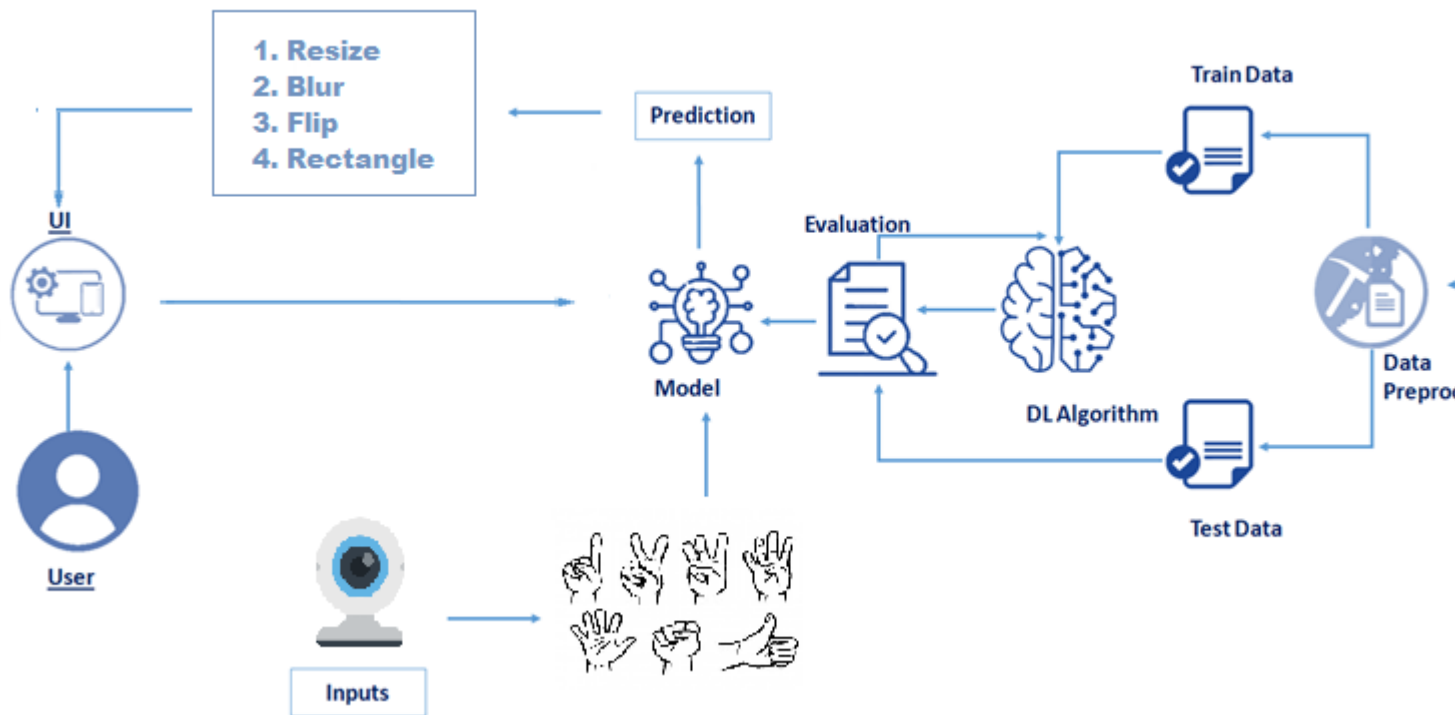 1. Resize
2. Blur
3. Flip
4. Rectangle
Prediction
Train Data
UI
Evaluation
Model
DL Algorithm
Data
Test Data
User
Inputs